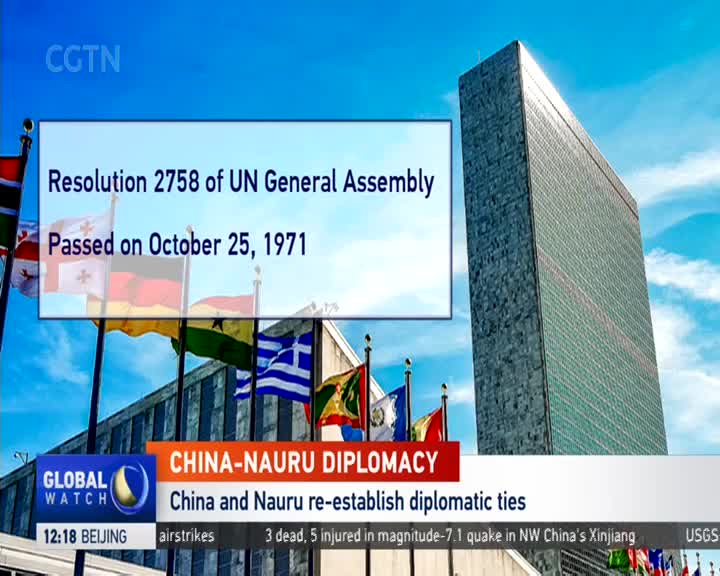 CGTN
Resolution 2758 of UN General Assembly
Passed on October 25, 1971
GLOBAL
WATCH
CHINA-NAURU DIPLOMACY
China and Nauru re-establish diplomatic ties
12:18 BEIJING
airstrikes 3 dead, 5 injured in magnitude-7.1 quake in NW China's Xinjiang USGS